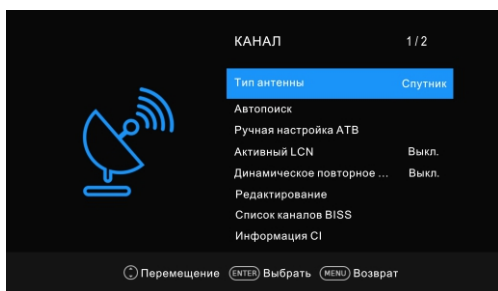 КАНАЛ 1/2
Тип антенны Спутник
Автопоиск
Ручная настройка АТВ
Активный LCN Выкл.
Динамическое повторное ... Выкл.
Редактирование
Список каналов BISS
Информация CI
Перемещение ENTER Выбрать MENU Возврат